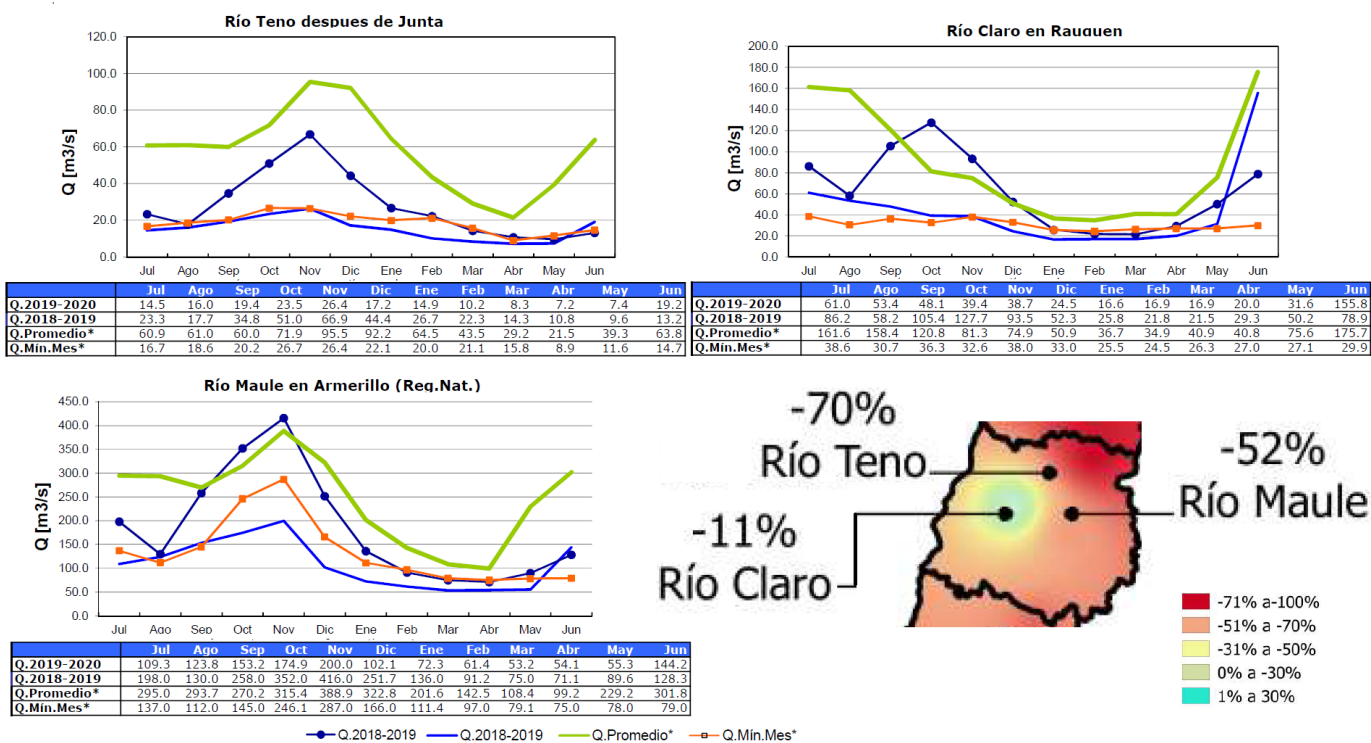 Río Teno despues de Junta
Q [m3/s]
120.0
100.0
80.0
60.0
40.0
20.0
0.0
Jul Ago Sep Oct Nov Dic Ene Feb Mar Abr May Jun
Jul Ago Sep Oct Nov Dic Ene Feb Mar Abr May Jun
Q.2019-2020 14.5 16.0 19.4 23.5 26.4 17.2 14.9 10.2 8.3 7.2 7.4 19.2
Q.2018-2019 23.3 17.7 34.8 51.0 66.9 44.4 26.7 22.3 14.3 10.8 9.6 13.2
Q.Promedio* 60.9 61.0 60.0 71.9 95.5 92.2 64.5 43.5 29.2 21.5 39.3 63.8
Q.Mín.Mes* 16.7 18.6 20.2 26.7 26.4 22.1 20.0 21.1 15.8 8.9 11.6 14.7
Río Claro en Rauquen
Q [m3/s]
200.0
180.0
160.0
140.0
120.0
100.0
80.0
60.0
40.0
20.0
0.0
Jul Ago Sep Oct Nov Dic Ene Feb Mar Abr May Jun
Jul Ago Sep Oct Nov Dic Ene Feb Mar Abr May Jun
Q.2019-2020 61.0 53.4 48.1 39.4 38.7 24.5 16.6 16.9 16.9 20.0 31.6 155.8
Q.2018-2019 86.2 58.2 105.4 127.7 93.5 52.3 25.8 21.8 21.5 29.3 50.2 78.9
Q.Promedio* 161.6 158.4 120.8 81.3 74.9 50.9 36.7 34.9 40.9 40.8 75.6 175.7
Q.Mín.Mes* 38.6 30.7 36.3 32.6 38.0 33.0 25.5 24.5 26.3 27.0 27.1 29.9
Río Maule en Armerillo (Reg.Nat.)
Q [m3/s]
450.0
400.0
350.0
300.0
250.0
200.0
150.0
100.0
50.0
0.0
Jul Ago Sep Oct Nov Dic Ene Feb Mar Abr May Jun
Jul Ago Sep Oct Nov Dic Ene Feb Mar Abr May Jun
Q.2019-2020 109.3 123.8 153.2 174.9 200.0 102.1 72.3 61.4 53.2 54.1 55.3 144.2
Q.2018-2019 198.0 130.0 258.0 352.0 416.0 251.7 136.0 91.2 75.0 71.1 89.6 128.3
Q.Promedio* 295.0 293.7 270.2 315.4 388.9 322.8 201.6 142.5 108.4 99.2 229.2 301.8
Q.Mín.Mes* 137.0 112.0 145.0 246.1 287.0 166.0 111.4 97.0 79.1 75.0 78.0 79.0
Q.2018-2019 Q.2018-2019 Q.Promedio* Q.Mín.Mes*
-70%
Río Teno
-52%
Río Maule
-11%
Río Claro
-71% a-100%
-51% a -70%
-31% a -50%
0% a -30%
1% a 30%